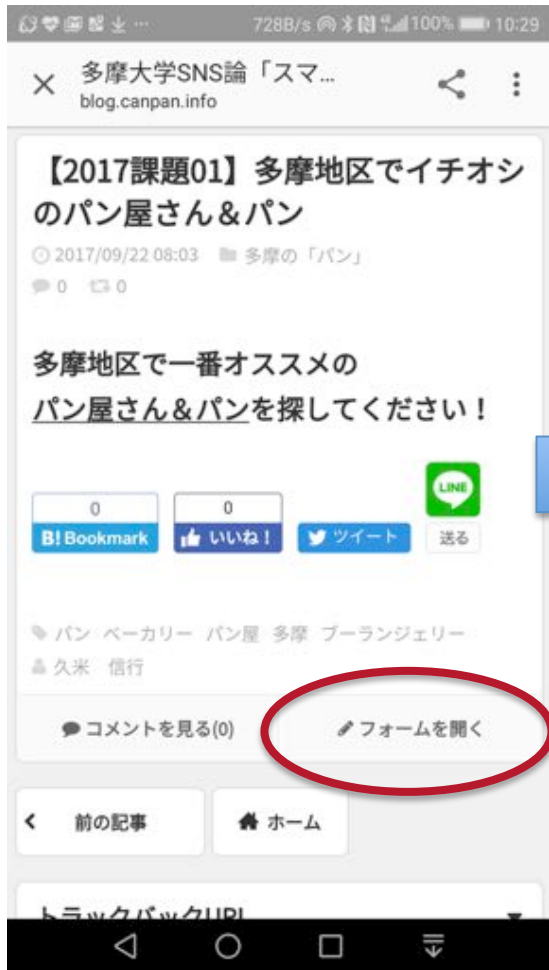 728B/s 100% 10:29
多摩大学SNS論「スマ...
blog.canpan.info
【2017課題01】多摩地区でイチオシ
のパン屋さん&パン
2017/09/22 08:03 多摩の「パン」
0 0
多摩地区で一番オススメの
パン屋さん&パンを探してください！
LINE
0 0
B! Bookmark いいね！ ツイート 送る
パン ベーカリー パン屋 多摩 ブーランジェリー
久米 信行
コメントを見る(0) フォームを開く
前の記事 ホーム
トラックバックURL